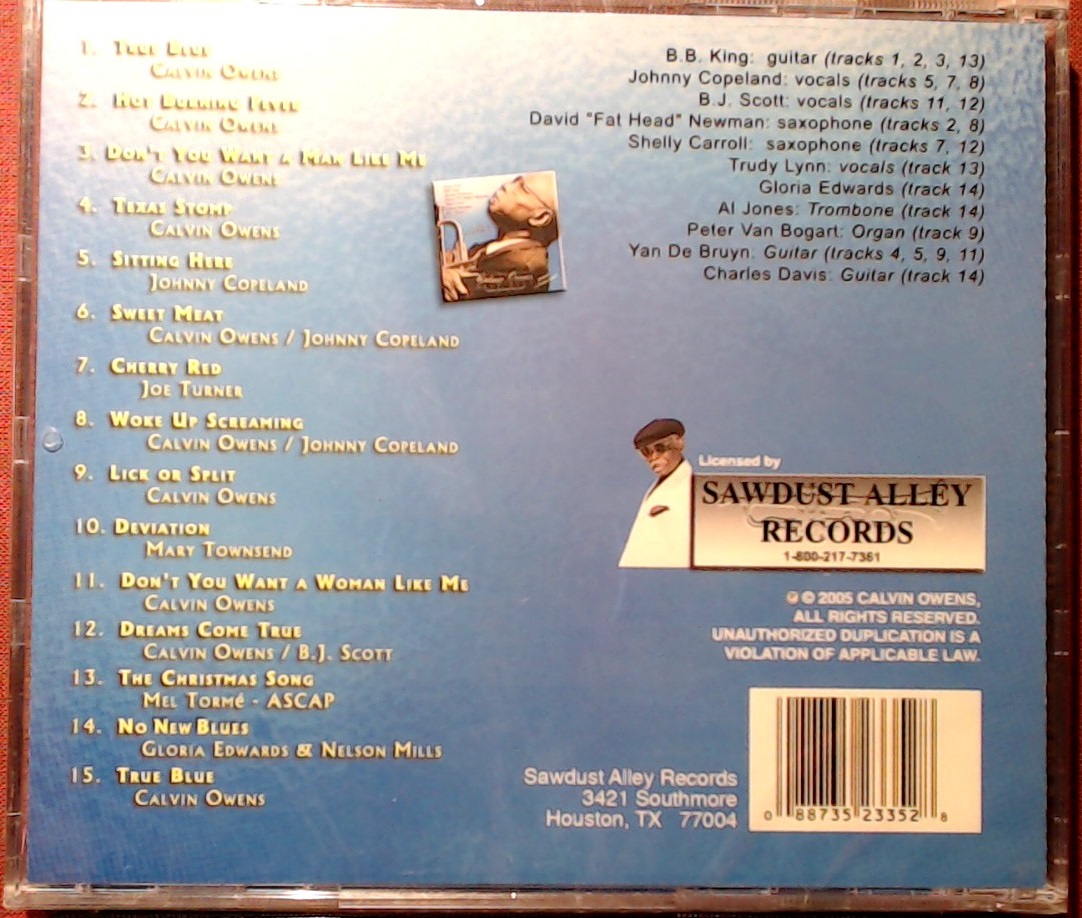 1. True Blue
Calvin Owens
2. Hot Burning Fever
Calvin Owens
3. Don't You Want a Man Like Me
Calvin Owens
4. Texas Stomp
Calvin Owens
5. Sitting Here
Johnny Copeland
6. Sweet Meat
Calvin Owens / Johnny Copeland
7. Cherry Red
Joe Turner
8. Woke Up Screaming
Calvin Owens / Johnny Copeland
9. Lick or Split
Calvin Owens
10. Deviation
Mary Townsend
11. Don't You Want a Woman Like Me
Calvin Owens
12. Dreams Come True
Calvin Owens / B.J. Scott
13. The Christmas Song
Mel Tormé - ASCAP
14. No New Blues
Gloria Edwards & Nelson Mills
15. True Blue
Calvin Owens
B.B. King: guitar (tracks 1, 2, 3, 13)
Johnny Copeland: vocals (tracks 5, 7, 8)
B.J. Scott: vocals (tracks 11, 12)
David "Fat Head" Newman: saxophone (tracks 2, 8)
Shelly Carroll: saxophone (tracks 7, 12)
Trudy Lynn: vocals (track 13)
Gloria Edwards (track 14)
Al Jones: Trombone (track 14)
Peter Van Bogart: Organ (track 9)
Yan De Bruyn: Guitar (tracks 4, 5, 9, 11)
Charles Davis: Guitar (track 14)
Licensed by
SAWDUST ALLEY
RECORDS
1-800-217-7361
℗ © 2005 CALVIN OWENS,
ALL RIGHTS RESERVED.
UNAUTHORIZED DUPLICATION IS A
VIOLATION OF APPLICABLE LAW.
Sawdust Alley Records
3421 Southmore
Houston, TX 77004
0 88735 23352 8